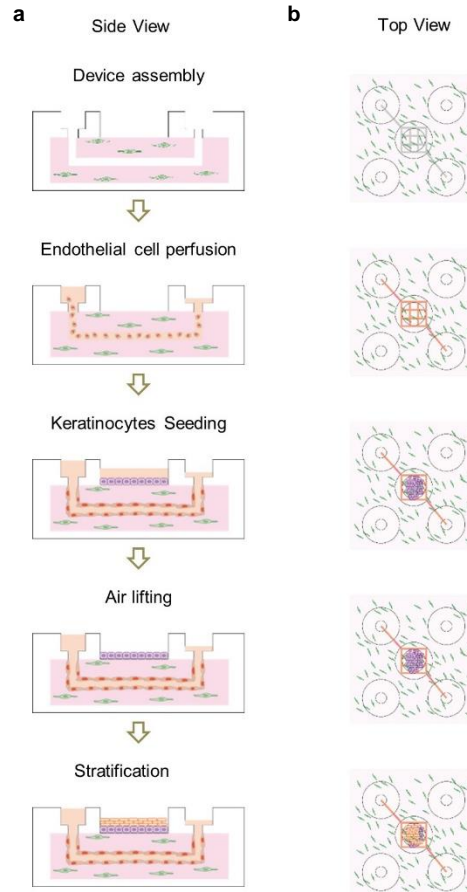 a
Side View
b
Top View
Device assembly
Endothelial cell perfusion
Keratinocytes Seeding
Air lifting
Stratification